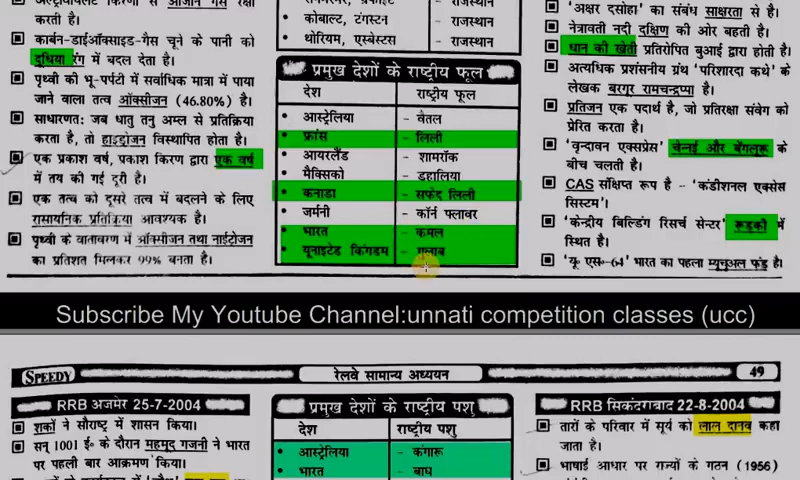 करती है।
कार्बन-डाईऑक्साइड-गैस चूने के पानी को
दूधिया रंग में बदल देता है।
पृथ्वी की भू-पर्पटी में सर्वाधिक मात्रा में पाया
जाने वाला तत्व ऑक्सीजन (46.80%) है।
साधारणतः जब धातु तनु अम्ल से प्रतिक्रिया
करता है, तो हाइड्रोजन विस्थापित होता है।
एक प्रकाश वर्ष, प्रकाश किरण द्वारा एक वर्ष
में तय की गई दूरी है।
एक तत्व को दूसरे तत्व में बदलने के लिए
रासायनिक प्रतिक्रिया आवश्यक है।
पृथ्वी के वातावरण में ऑक्सीजन तथा नाईट्रोजन
का प्रतिशत मिलकर 99% बनता है।
- राजस्थान
कोबाल्ट, टंगस्टन - राजस्थान
थोरियम, एस्बेस्टस - राजस्थान
प्रमुख देशों के राष्ट्रीय फूल
देश राष्ट्रीय फूल
आस्ट्रेलिया - वैतल
फ्रांस - लिली
आयरलैंड - शामरॉक
मैक्सिको - डहालिया
कनाडा - सफेद लिली
जर्मनी - कॉर्न फ्लावर
भारत - कमल
यूनाइटेड किंगडम - गुलाब
'अक्षर दसोहा' का संबंध साक्षरता से है।
नेत्रावती नदी दक्षिण की ओर बहती है।
धान की खेती प्रतिरोपित बुआई द्वारा होती है।
अत्यधिक प्रशंसनीय ग्रंथ 'परिशारदा कथे' के
लेखक बरगूर रामचन्द्रप्पा है।
प्रतिजन एक पदार्थ है, जो प्रतिरक्षा संवेग को
प्रेरित करता है।
'वृन्दावन एक्सप्रेस' चेन्नई और बेंगलूरू के
बीच चलती है।
CAS संक्षिप्त रूप है - 'कंडीशनल एक्सेस
सिस्टम'।
'केन्द्रीय बिल्डिंग रिसर्च सेन्टर' रूड़की में
स्थित है।
'यू एस-64' भारत का पहला म्यूचुअल फंड है।
Subscribe My Youtube Channel:unnati competition classes (ucc)
SPEEDY रेलवे सामान्य अध्ययन 49
RRB अजमेर 25-7-2004
शकों ने सौराष्ट्र में शासन किया।
सन् 1001 ई० के दौरान महमूद गजनी ने भारत
पर पहली बार आक्रमण किया।
प्रमुख देशों के राष्ट्रीय पशु
देश राष्ट्रीय पशु
आस्ट्रेलिया - कंगारू
भारत - बाघ
RRB सिकंदराबाद 22-8-2004
तारों के परिवार में सूर्य को लाल दानव कहा
जाता है।
भाषाई आधार पर राज्यों के गठन (1956)